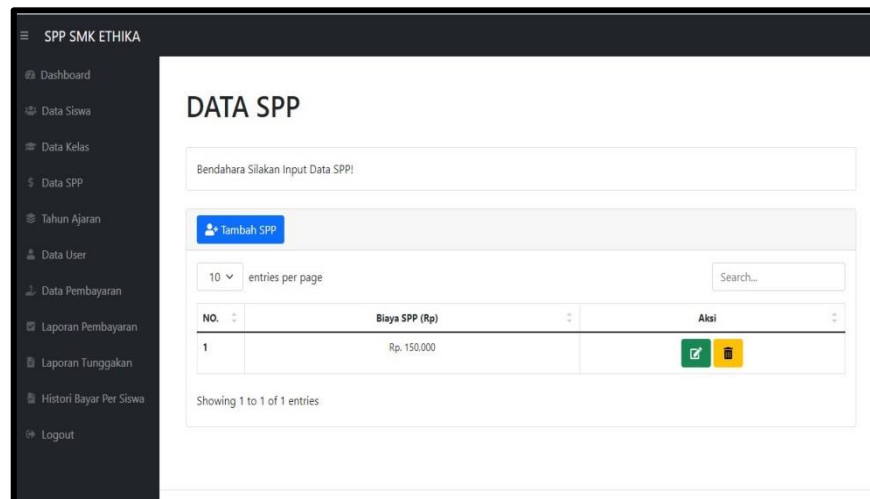 SPP SMK ETHIKA
Dashboard
Data Siswa
Data Kelas
Data SPP
Tahun Ajaran
Data User
Data Pembayaran
Laporan Pembayaran
Laporan Tunggakan
Histori Bayar Per Siswa
Logout
DATA SPP
Bendahara Silakan Input Data SPP!
Tambah SPP
10 entries per page Search...
NO. Biaya SPP (Rp) Aksi
1 Rp. 150.000
Showing 1 to 1 of 1 entries